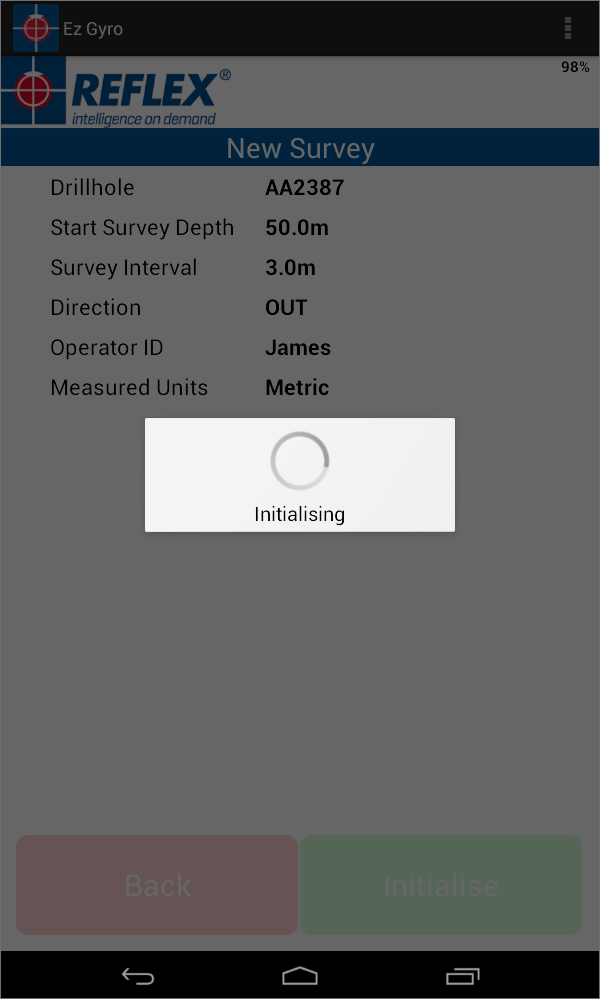 Ez Gyro
98%
REFLEX®
intelligence on demand
New Survey
Drillhole AA2387
Start Survey Depth 50.0m
Survey Interval 3.0m
Direction OUT
Operator ID James
Measured Units Metric
Initialising
Back Initialise